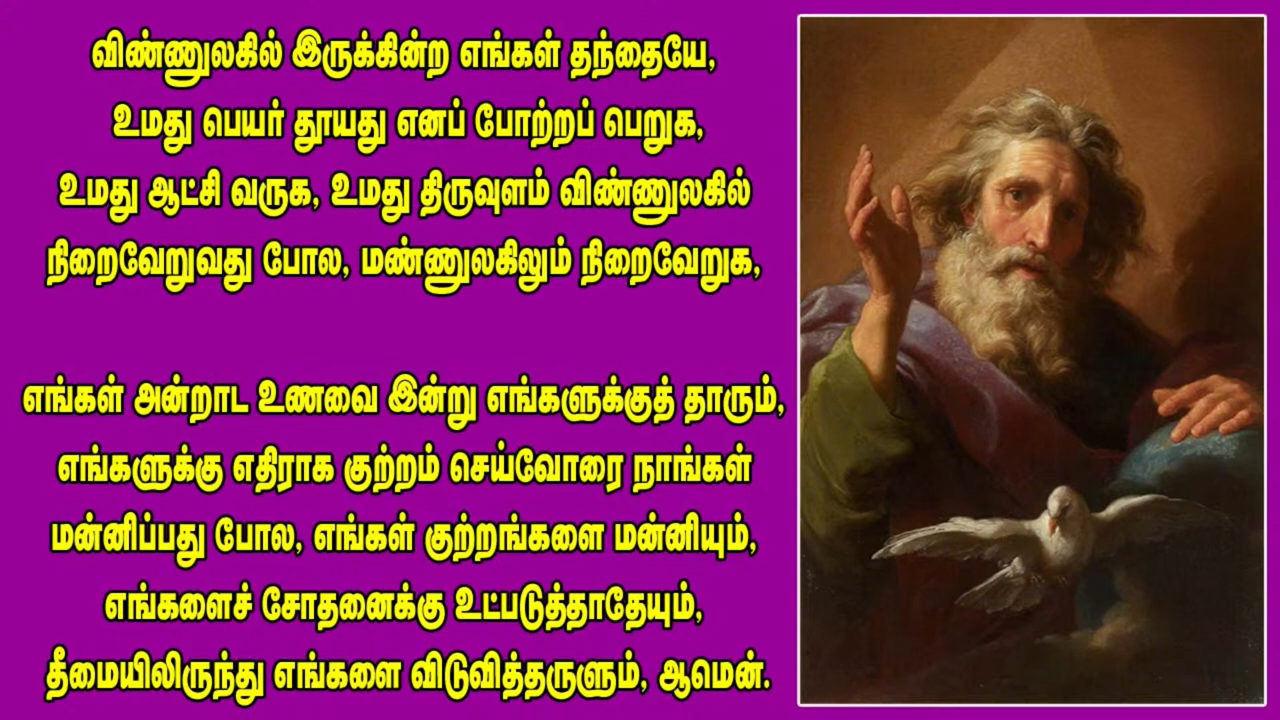 விண்ணுலகில் இருக்கின்ற எங்கள் தந்தையே,
உமது பெயர் தூயது எனப் போற்றப் பெறுக,
உமது ஆட்சி வருக, உமது திருவுளம் விண்ணுலகில்
நிறைவேறுவது போல, மண்ணுலகிலும் நிறைவேறுக,
எங்கள் அன்றாட உணவை இன்று எங்களுக்குத் தாரும்,
எங்களுக்கு எதிராக குற்றம் செய்வோரை நாங்கள்
மன்னிப்பது போல, எங்கள் குற்றங்களை மன்னியும்,
எங்களைச் சோதனைக்கு உட்படுத்தாதேயும்,
தீமையிலிருந்து எங்களை விடுவித்தருளும், ஆமென்.